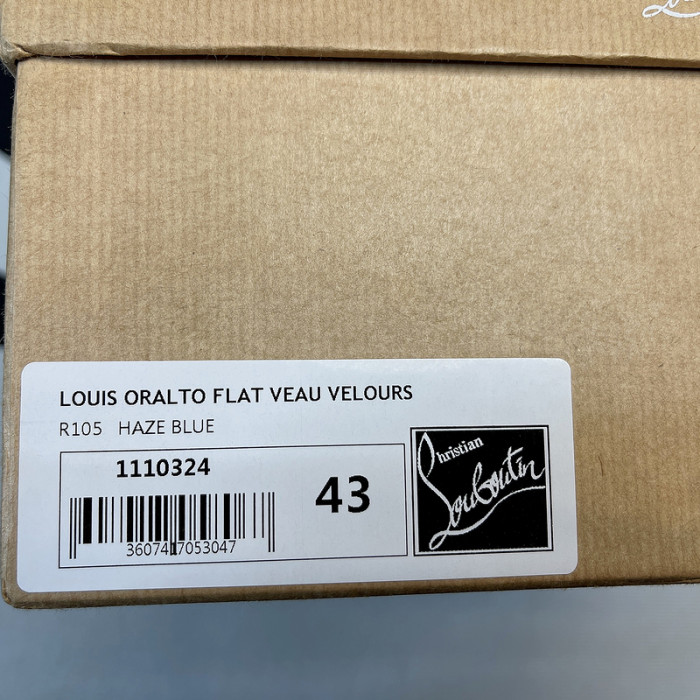 LOUIS ORALTO FLAT VEAU VELOURS
R105 HAZE BLUE
1110324
43
3607417053047
Christian
Louboutin